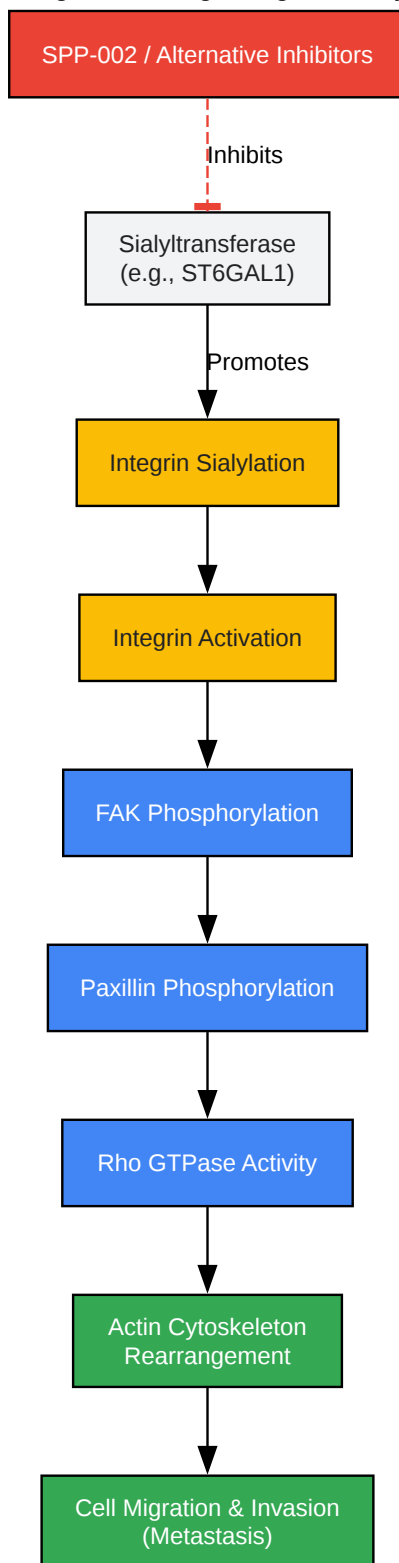 SPP-002 / Alternative Inhibitors
Inhibits
Sialyltransferase
(e.g., ST6GAL1)
Promotes
Integrin Sialylation
Integrin Activation
FAK Phosphorylation
Paxillin Phosphorylation
Rho GTPase Activity
Actin Cytoskeleton
Rearrangement
Cell Migration & Invasion
(Metastasis)